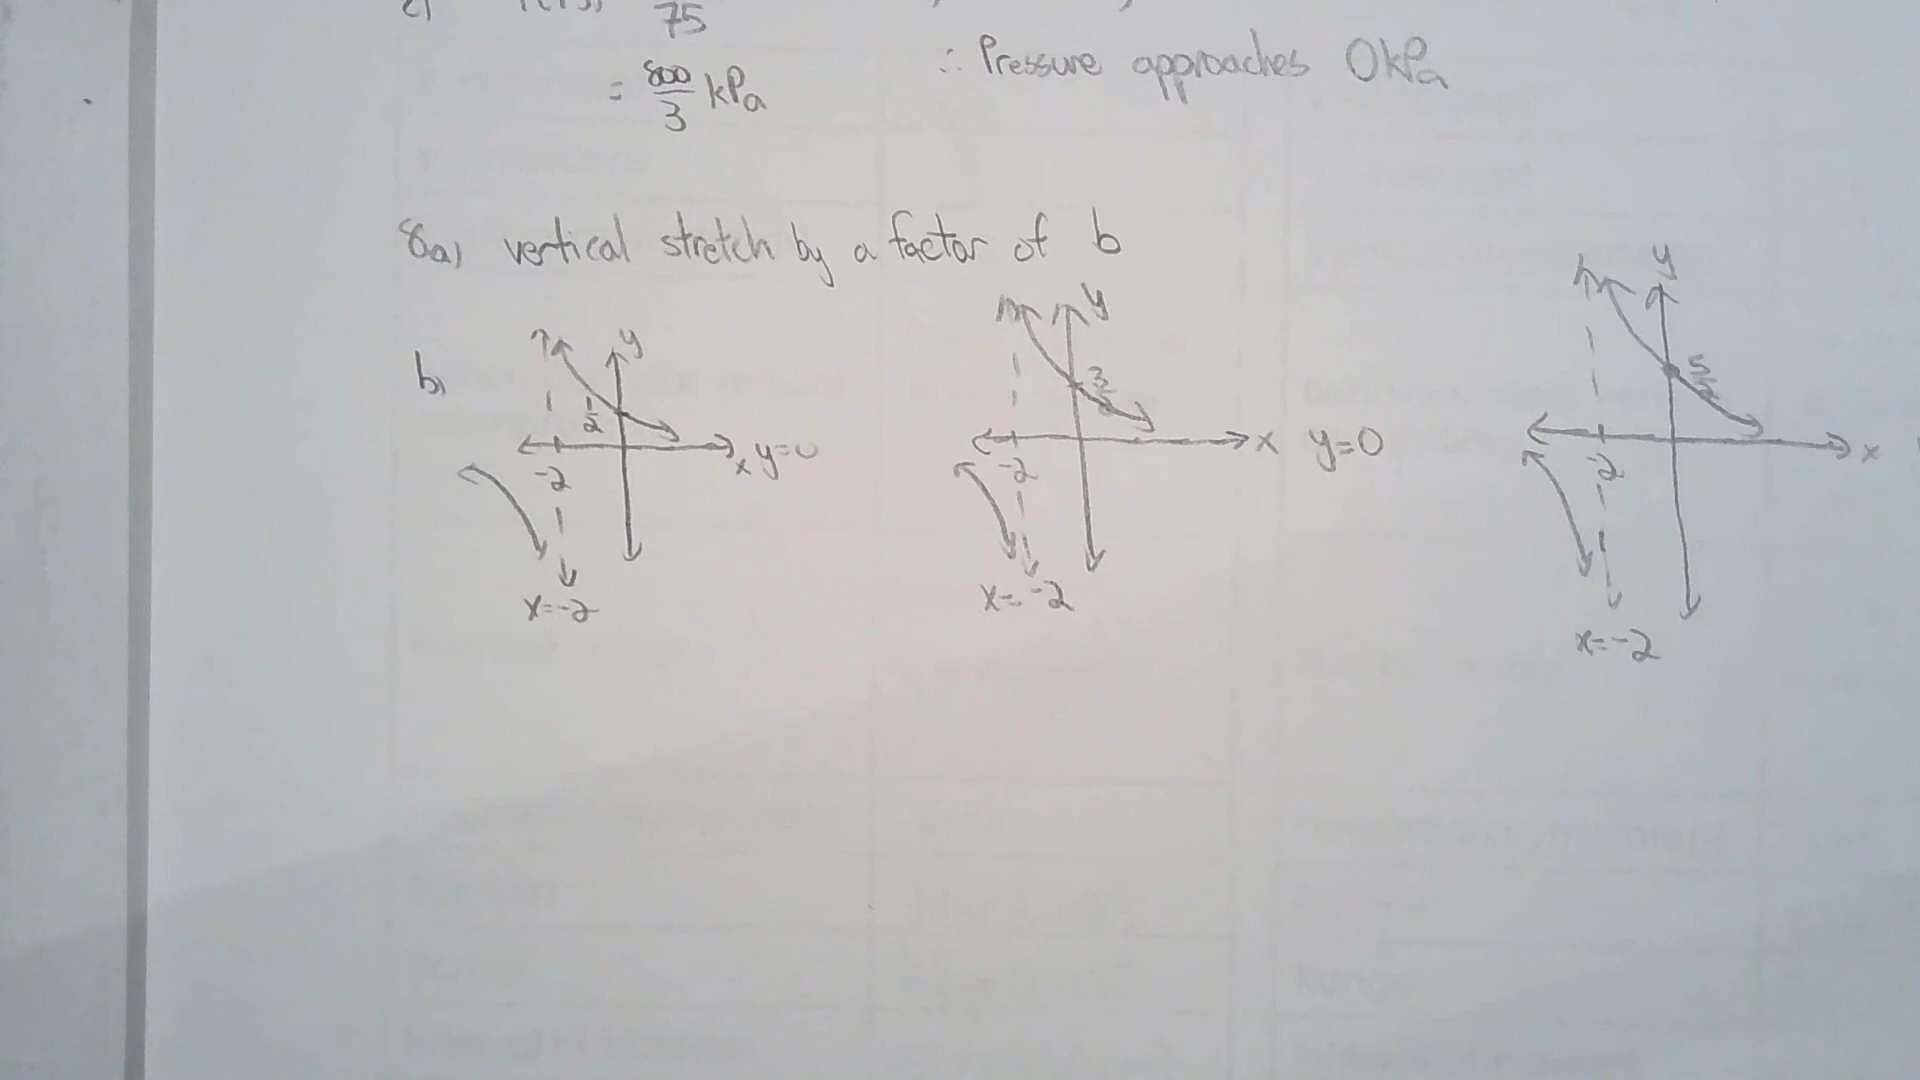 75
= 800/3 kPa
∴ Pressure approaches 0kPa
8a) vertical stretch by a factor of b
b)
y
1/2
-2
x y=0
x=-2
y
3/2
-2
x y=0
x=-2
y
5/2
-2
x
x=-2